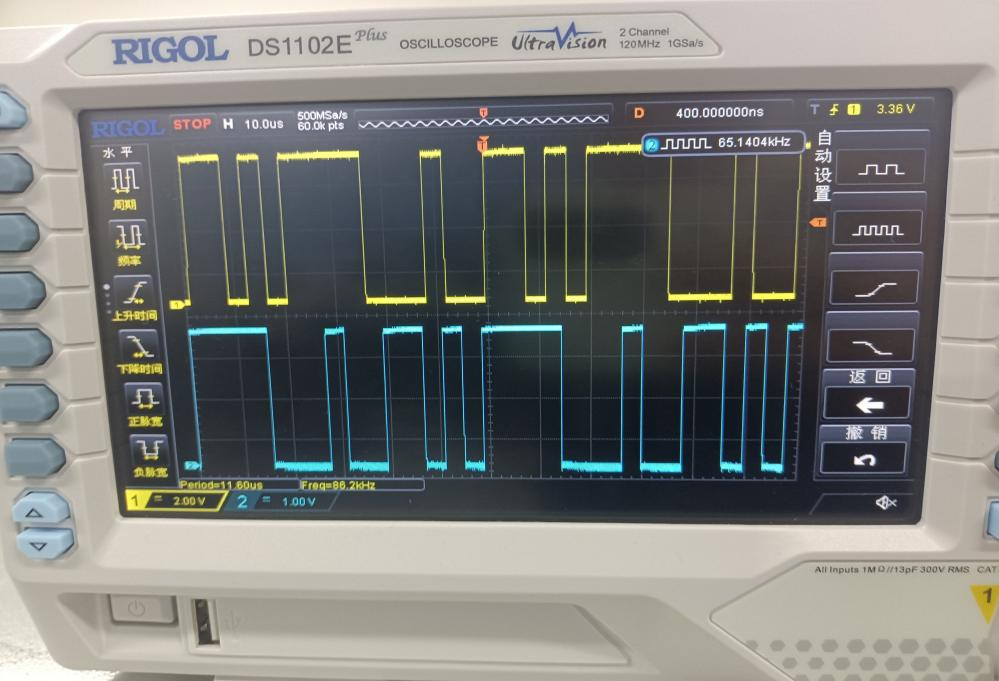 RIGOL DS1102E Plus OSCILLOSCOPE UltraVision 2 Channel
120MHz 1GSa/s
RIGOL STOP H 10.0us 500MSa/s
60.0k pts
D 400.000000ns T 1 3.36 V
水平
2 65.1404kHz
自动设置
周期
频率
上升时间
下降时间
正脉宽
负脉宽
T
T
1
2
返回
撤销
Period=11.60us Freq=86.2kHz
1 = 2.00 V 2 = 1.00 V
All Inputs 1MΩ//13pF 300V RMS CAT
1